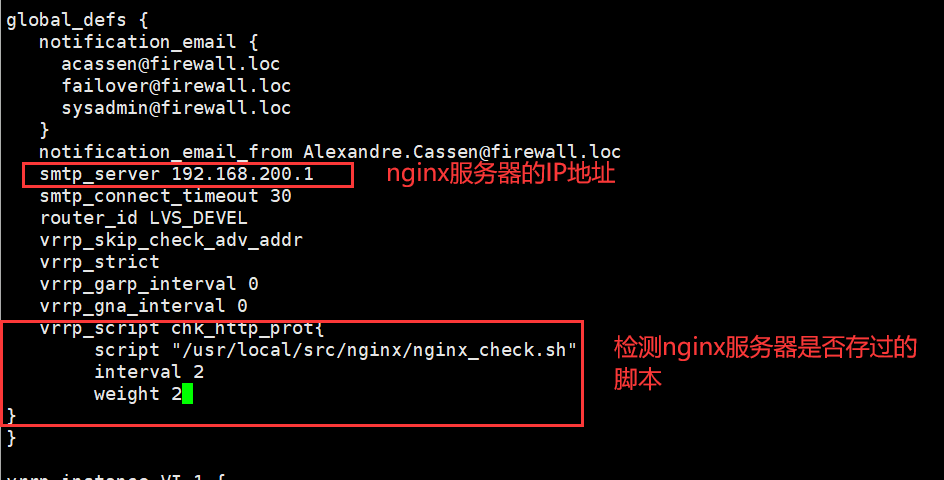 global_defs {
notification_email {
acassen@firewall.loc
failover@firewall.loc
sysadmin@firewall.loc
}
notification_email_from Alexandre.Cassen@firewall.loc
smtp_server 192.168.200.1 nginx服务器的IP地址
smtp_connect_timeout 30
router_id LVS_DEVEL
vrrp_skip_check_adv_addr
vrrp_strict
vrrp_garp_interval 0
vrrp_gna_interval 0
vrrp_script chk_http_prot{
script "/usr/local/src/nginx/nginx_check.sh"
interval 2
weight 2
}
}
检测nginx服务器是否存过的
脚本
vrrp_instance VI_1 {